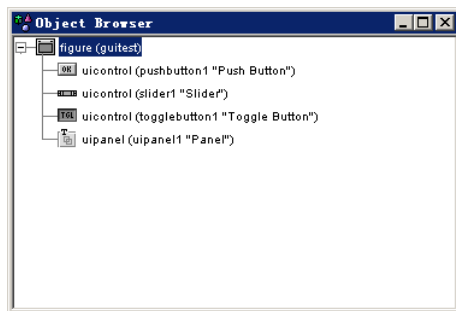 Object Browser
figure (guitest)
OK uicontrol (pushbutton1 "Push Button")
uicontrol (slider1 "Slider")
TGL uicontrol (togglebutton1 "Toggle Button")
T uipanel (uipanel1 "Panel")